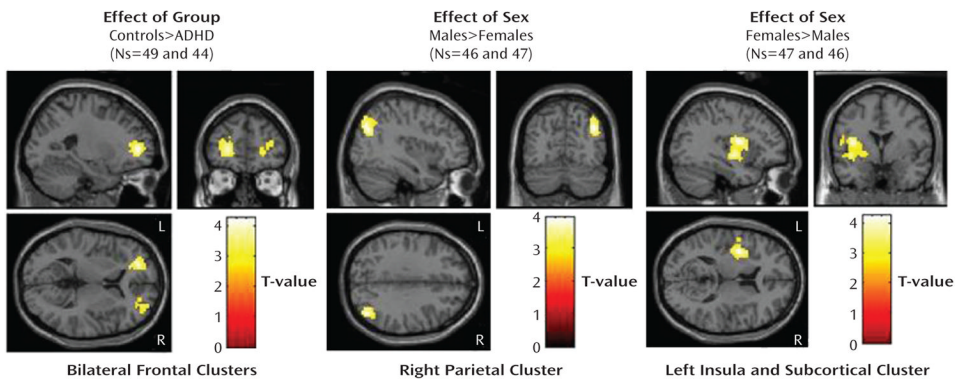 Effect of Group
Controls>ADHD
(Ns=49 and 44)
L
R
4
3
2
1
0
T-value
Bilateral Frontal Clusters
Effect of Sex
Males>Females
(Ns=46 and 47)
L
R
4
3
2
1
0
T-value
Right Parietal Cluster
Effect of Sex
Females>Males
(Ns=47 and 46)
L
R
4
3
2
1
0
T-value
Left Insula and Subcortical Cluster